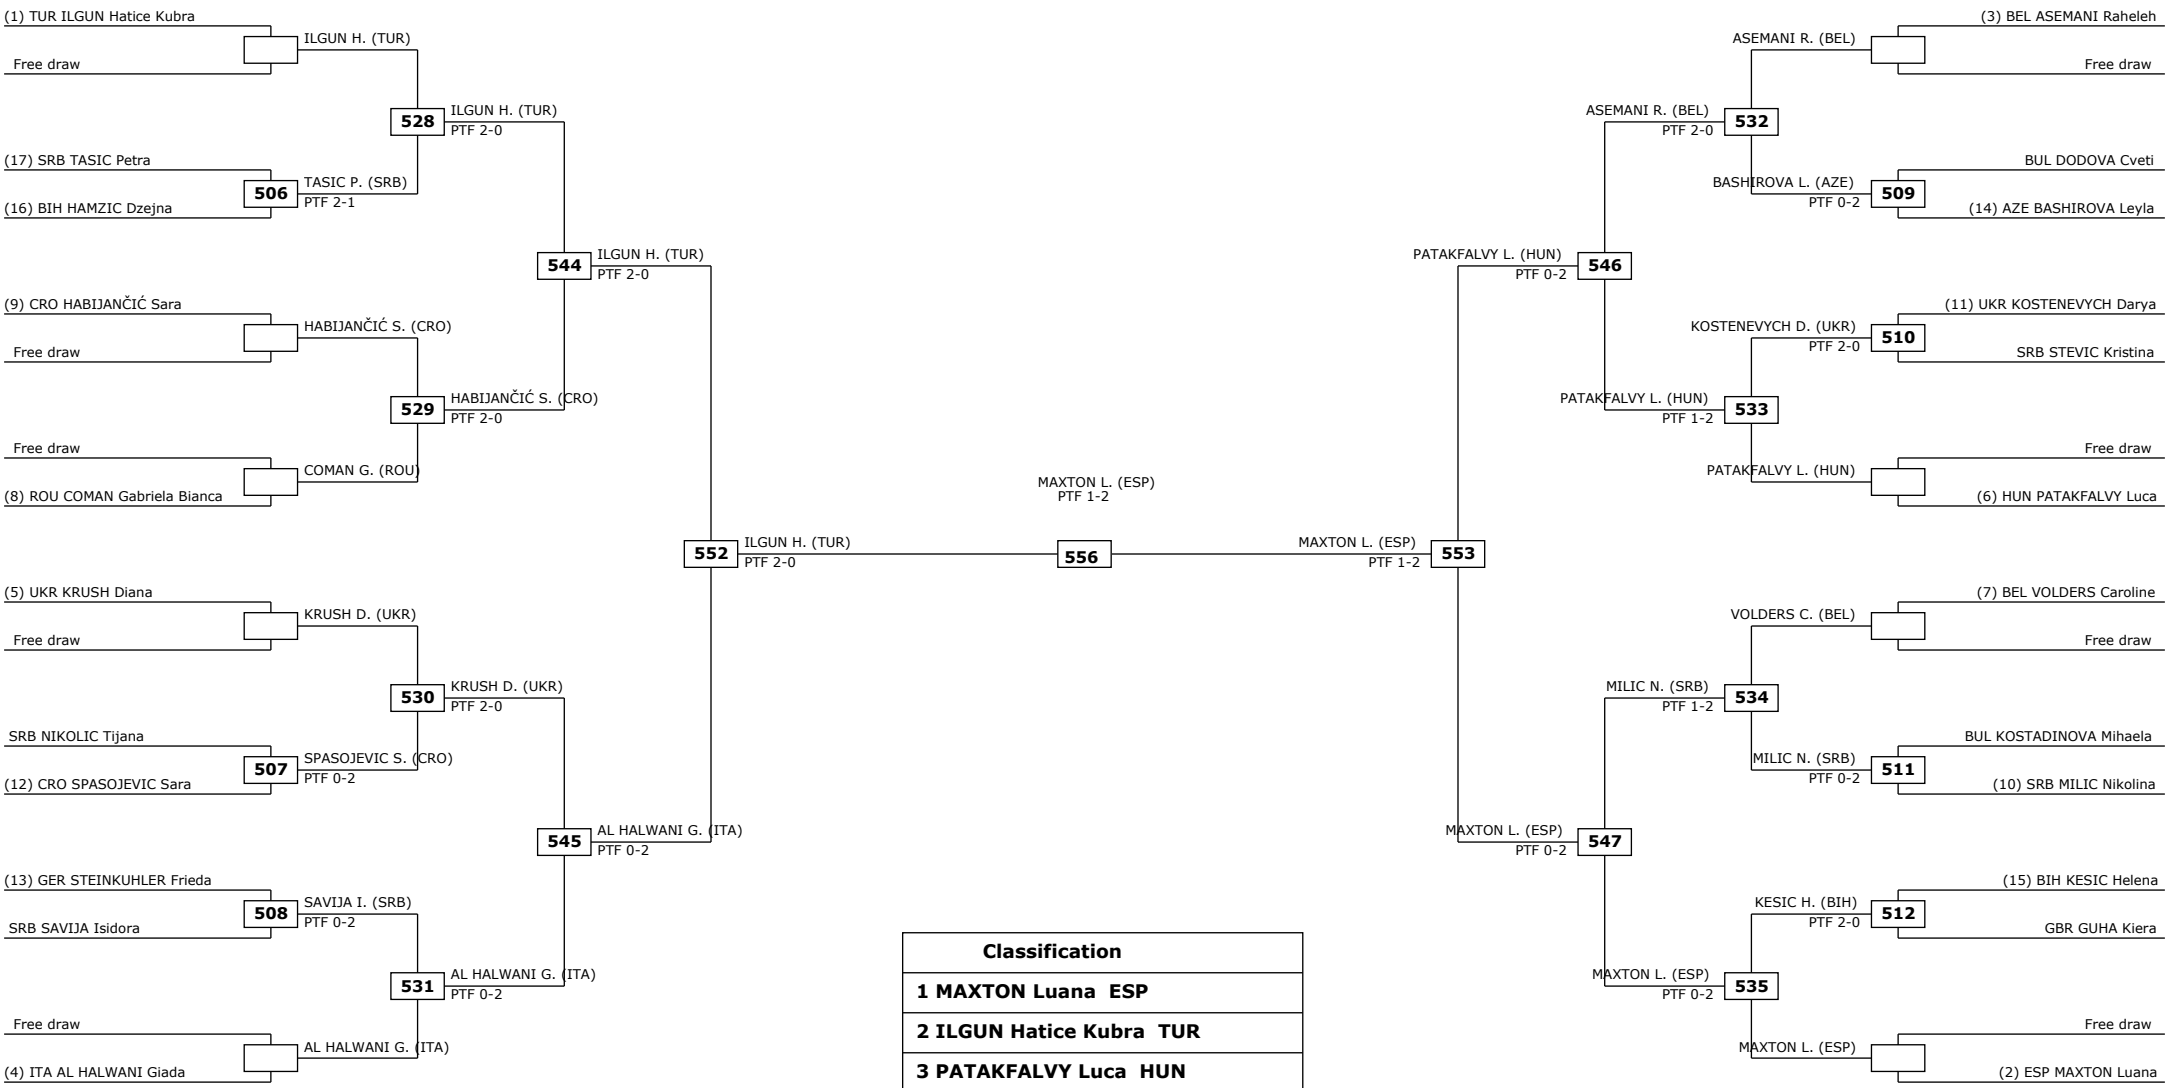 (1) TUR ILGUN Hatice Kubra
ILGUN H. (TUR)
Free draw
528
ILGUN H. (TUR)
PTF 2-0
(17) SRB TASIC Petra
506
TASIC P. (SRB)
PTF 2-1
(16) BIH HAMZIC Dzejna
544
ILGUN H. (TUR)
PTF 2-0
(9) CRO HABIJANČIĆ Sara
HABIJANČIĆ S. (CRO)
Free draw
529
HABIJANČIĆ S. (CRO)
PTF 2-0
Free draw
COMAN G. (ROU)
(8) ROU COMAN Gabriela Bianca
552
ILGUN H. (TUR)
PTF 2-0
(5) UKR KRUSH Diana
KRUSH D. (UKR)
Free draw
530
KRUSH D. (UKR)
PTF 2-0
SRB NIKOLIC Tijana
507
SPASOJEVIC S. (CRO)
PTF 0-2
(12) CRO SPASOJEVIC Sara
545
AL HALWANI G. (ITA)
PTF 0-2
(13) GER STEINKUHLER Frieda
508
SAVIJA I. (SRB)
PTF 0-2
SRB SAVIJA Isidora
531
AL HALWANI G. (ITA)
PTF 0-2
Free draw
AL HALWANI G. (ITA)
(4) ITA AL HALWANI Giada
MAXTON L. (ESP)
PTF 1-2
556
(3) BEL ASEMANI Raheleh
ASEMANI R. (BEL)
Free draw
ASEMANI R. (BEL)
PTF 2-0
532
BUL DODOVA Cveti
BASHIROVA L. (AZE)
PTF 0-2
509
(14) AZE BASHIROVA Leyla
PATAKFALVY L. (HUN)
PTF 0-2
546
(11) UKR KOSTENEVYCH Darya
KOSTENEVYCH D. (UKR)
PTF 2-0
510
SRB STEVIC Kristina
PATAKFALVY L. (HUN)
PTF 1-2
533
Free draw
PATAKFALVY L. (HUN)
(6) HUN PATAKFALVY Luca
MAXTON L. (ESP)
PTF 1-2
553
(7) BEL VOLDERS Caroline
VOLDERS C. (BEL)
Free draw
MILIC N. (SRB)
PTF 1-2
534
BUL KOSTADINOVA Mihaela
MILIC N. (SRB)
PTF 0-2
511
(10) SRB MILIC Nikolina
MAXTON L. (ESP)
PTF 0-2
547
(15) BIH KESIC Helena
KESIC H. (BIH)
PTF 2-0
512
GBR GUHA Kiera
MAXTON L. (ESP)
PTF 0-2
535
Free draw
MAXTON L. (ESP)
(2) ESP MAXTON Luana
Classification
1 MAXTON Luana ESP
2 ILGUN Hatice Kubra TUR
3 PATAKFALVY Luca HUN